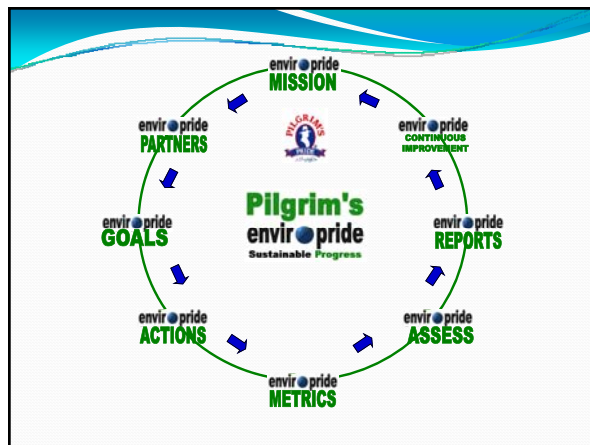 envir pride
MISSION
envir pride
PARTNERS
envir pride
GOALS
envir pride
ACTIONS
envir pride
METRICS
envir pride
ASSESS
envir pride
REPORTS
envir pride
CONTINUOUS
IMPROVEMENT
PILGRIM'S
PRIDE
Pilgrim's
envir pride
Sustainable Progress